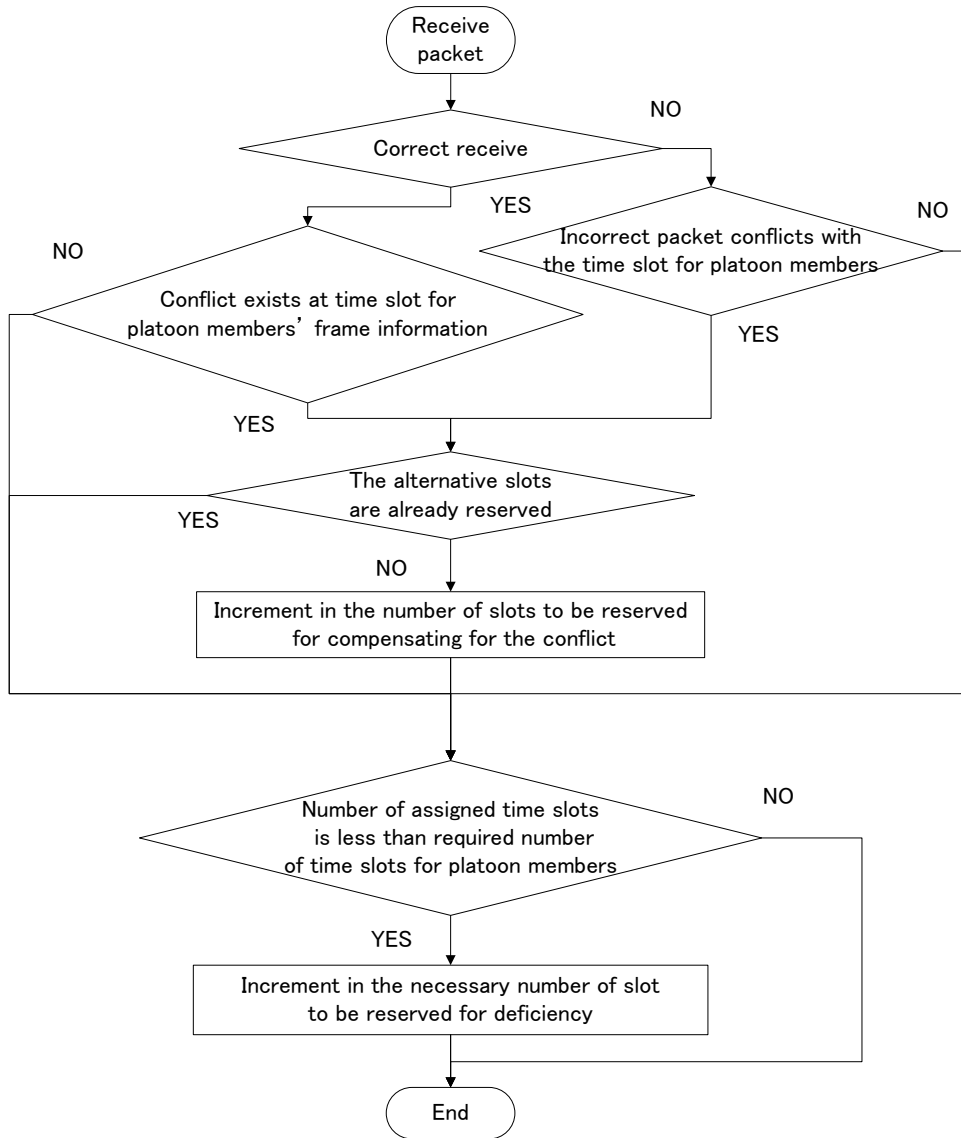 Receive
packet
NO
Correct receive
YES
NO
NO
Incorrect packet conflicts with
the time slot for platoon members
Conflict exists at time slot for
platoon members’ frame information
YES
YES
The alternative slots
are already reserved
YES
NO
Increment in the number of slots to be reserved
for compensating for the conflict
Number of assigned time slots
is less than required number
of time slots for platoon members
NO
YES
Increment in the necessary number of slot
to be reserved for deficiency
End